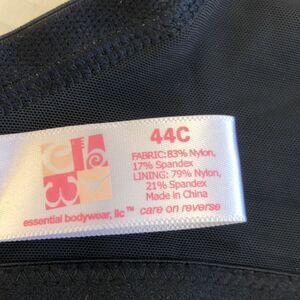 44C
FABRIC: 83% Nylon,
17% Spandex
LINING: 79% Nylon,
21% Spandex
Made in China
essential bodywear, llc™ care on reverse